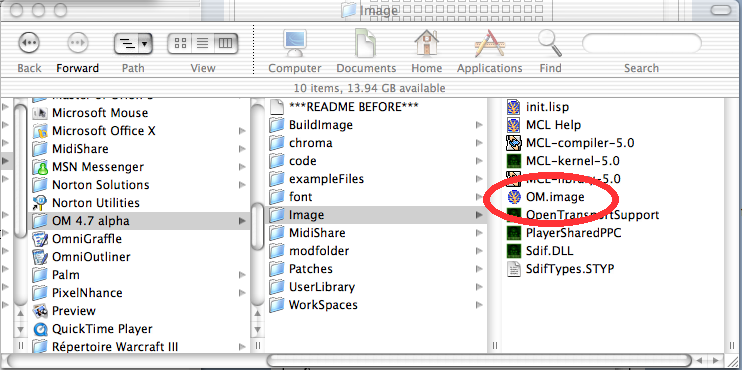 Image
Back
Forward
Path
View
Computer
Documents
Home
Applications
Find
Search
10 items, 13.94 GB available
Microsoft Mouse
Microsoft Office X
MidiShare
MSN Messenger
Norton Solutions
Norton Utilities
OM 4.7 alpha
OmniGraffle
OmniOutliner
Palm
PixelNhance
Preview
QuickTime Player
Répertoire Warcraft III
***README BEFORE***
BuildImage
chroma
code
exampleFiles
font
Image
MidiShare
modfolder
Patches
UserLibrary
WorkSpaces
init.lisp
MCL Help
MCL-compiler-5.0
MCL-kernel-5.0
MCL-library-5.0
OM.image
OpenTransportSupport
PlayerSharedPPC
Sdif.DLL
SdifTypes.STYP